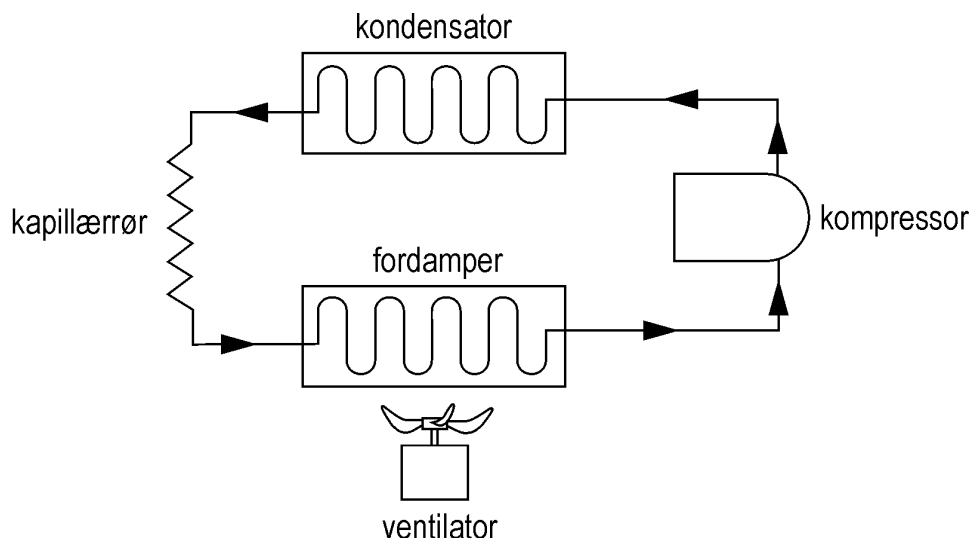 kondensator
kapillærrør
kompressor
fordamper
ventilator